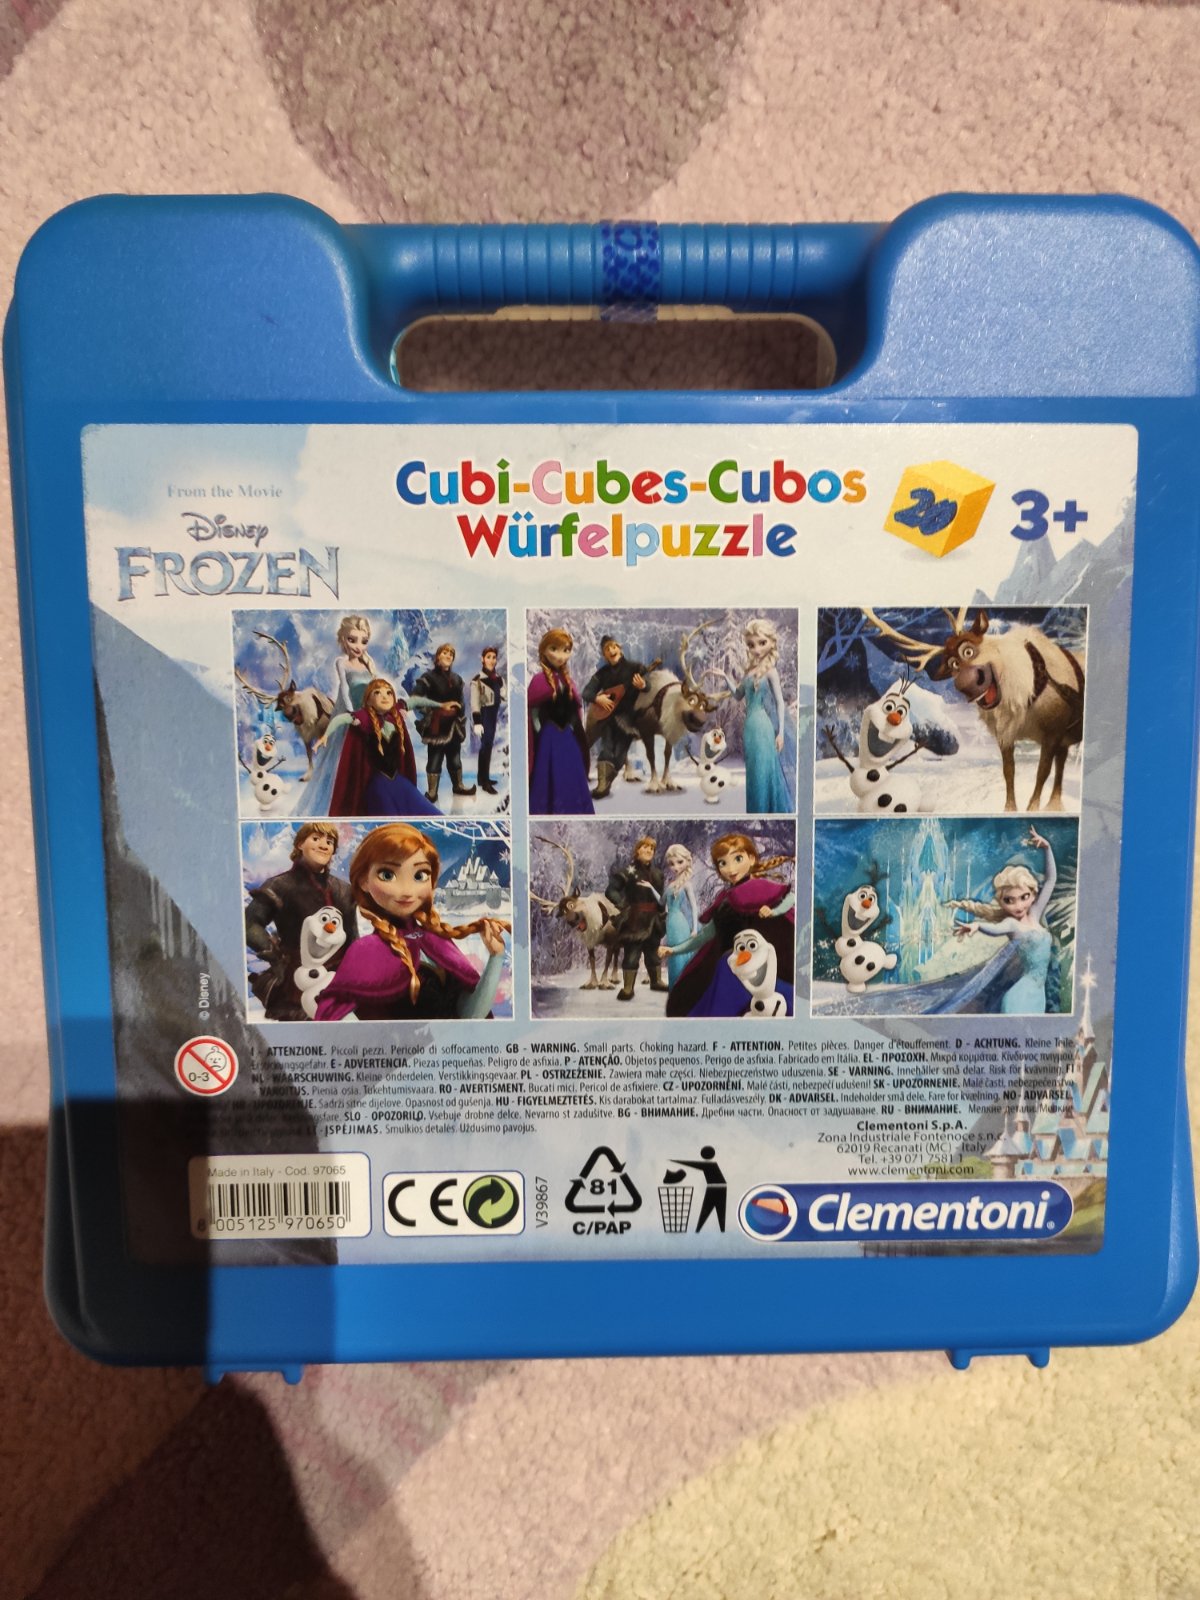 From the Movie
Disney
FROZEN
Cubi-Cubes-Cubos
Würfelpuzzle
20
3+
© Disney
0-3
I - ATTENZIONE. Piccoli pezzi. Pericolo di soffocamento. GB - WARNING. Small parts. Choking hazard. F - ATTENTION. Petites pièces. Danger d'étouffement. D - ACHTUNG. Kleine Teile.
Erstickungsgefahr. E - ADVERTENCIA. Piezas pequeñas. Peligro de asfixia. P - ATENÇÃO. Objetos pequenos. Perigo de asfixia. Fabricado em Itália. EL - ΠΡΟΣΟΧΗ. Μικρά κομμάτια. Κίνδυνος πνιγμού.
NL - WAARSCHUWING. Kleine onderdelen. Verstikkingsgevaar. PL - OSTRZEŻENIE. Zawiera małe części. Niebezpieczeństwo uduszenia. SE - VARNING. Innehåller små delar. Risk för kvävning. FI
- VAROITUS. Pieniä osia. Tukehtumisvaara. RO - AVERTISMENT. Bucati mici. Pericol de asfixiere. CZ - UPOZORNĚNÍ. Malé části, nebezpečí udušení! SK - UPOZORNENIE. Malé časti, nebezpečenstvo
HR - UPOZORENJE. Sadrži sitne dijelove. Opasnost od gušenja. HU - FIGYELMEZTETÉS. Kis darabokat tartalmaz. Fulladásveszély. DK - ADVARSEL. Indeholder små dele. Fare for kvælning. NO - ADVARSEL.
SLO - OPOZORILO. Vsebuje drobne delce. Nevarno st zadušitve. BG - ВНИМАНИЕ. Дребни части. Опасност от задушаване. RU - ВНИМАНИЕ. Мелкие детали/Мелкие
LT - ĮSPĖJIMAS. Smulkios detalės. Uždusimo pavojus.
Clementoni S.p.A.
Zona Industriale Fontenoce s.n.c.
62019 Recanati (MC) - Italy
Tel. +39 071 7581 1
www.clementoni.com
Made in Italy - Cod. 97065
8 005125 970650
CE
V39867
81
C/PAP
Clementoni®